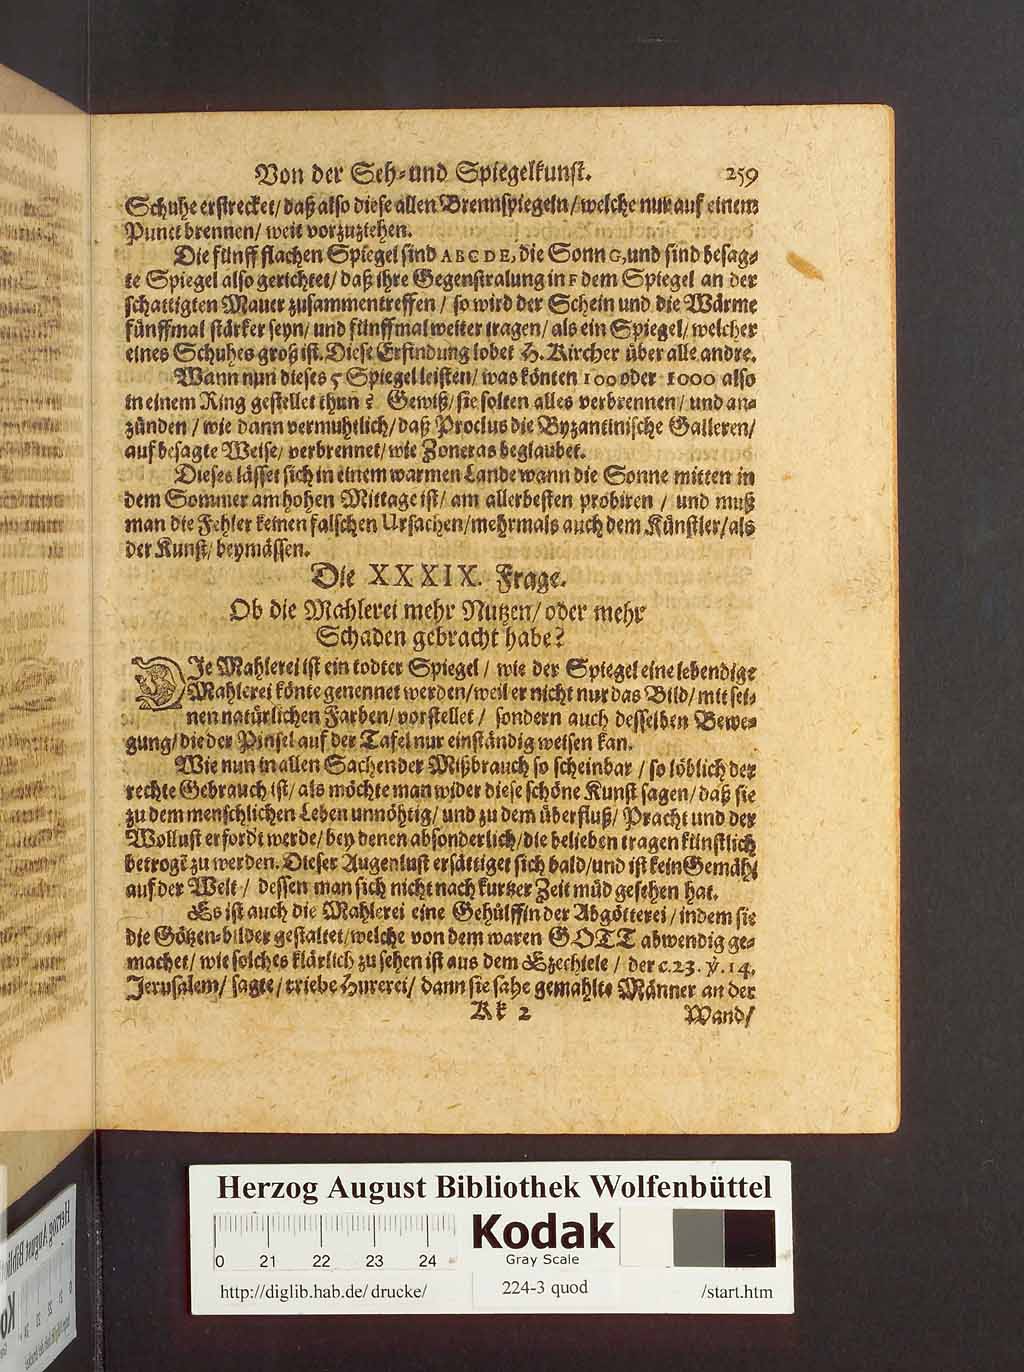 Von der Seh- und Spiegelkunst. 259
Schuhe erstrecket/ daß also diese allen Brennspiegeln/ welche nur auf einem
Punct brennen/ weit vorzuziehen.
Die fünff flachen Spiegel sind ABCDE, die Sonn G, und sind besag-
te Spiegel also gerichtet/ daß ihre Gegenstralung in F dem Spiegel an der
schattigten Mauer zusammentreffen/ so wird der Schein und die Wärme
fünffmal stärker seyn/ und fünffmal weiter tragen/ als ein Spiegel/ welcher
eines Schuhes groß ist. Diese Erfindung lobet H. Kircher über alle andre.
Wann nun dieses 5 Spiegel leisten/ was könten 100 oder 1000 also
in einem Ring gestellet thun? Gewiß/ sie solten alles verbrennen/ und an-
zünden/ wie dann vermuhtlich/ daß Proclus die Byzantinische Galleren/
auf besagte Weise/ verbrennet/ wie Zoneras beglaubet.
Dieses lässet sich in einem warmen Lande wann die Sonne mitten in
dem Sommer am hohen Mittage ist/ am allerbesten probiren/ und muß
man die Fehler keinen falschen Ursachen/ mehrmals auch dem Künstler/ als
der Kunst/ beymässen.
Die XXXIX. Frage.
Ob die Mahlerei mehr Nutzen/ oder mehr
Schaden gebracht habe?
DIe Mahlerei ist ein todter Spiegel/ wie der Spiegel eine lebendige
Mahlerei könte genennet werden/ weil er nicht nur das Bild/ mit sei-
nen natürlichen Farben/ vorstellet/ sondern auch desselben Bewe-
gung/ die der Pinsel auf der Tafel nur einständig weisen kan.
Wie nun in allen Sachen der Mißbrauch so scheinbar/ so löblich der
rechte Gebrauch ist/ als möchte man wider diese schöne Kunst sagen/ daß sie
zu dem menschlichen Leben unnöhtig/ und zu dem überfluß/ Pracht und der
Wollust erfordt werde/ bey denen absonderlich/ die belieben tragen künstlich
betrogē zu werden. Dieser Augenlust ersättiget sich bald/ und ist kein Gemähl
auf der Welt/ dessen man sich nicht nach kurtzer Zeit müd gesehen hat.
Es ist auch die Mahlerei eine Gehülffin der Abgötterei/ indem sie
die Götzen-bilder gestaltet/ welche von dem waren GOTT abwendig ge-
machet/ wie solches klärlich zu sehen ist aus dem Ezechiele/ der c. 23. ℣. 14.
Jerusalem/ sagte/ triebe Hurerei/ dann sie sahe gemahlte Männer an der
Kk 2 Wand/
Herzog August Bibliothek Wolfenbüttel
0 21 22 23 24
Kodak
Gray Scale
http://diglib.hab.de/ drucke/ 224-3 quod /start.htm